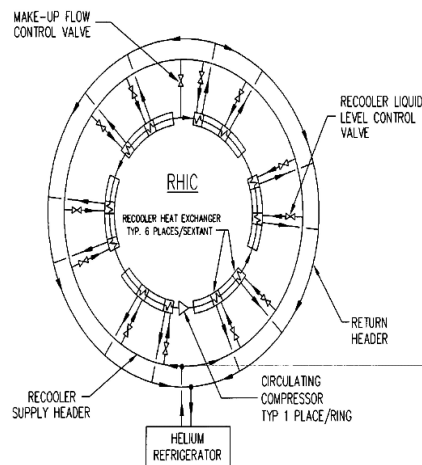 MAKE-UP FLOW
CONTROL VALVE
RECOOLER LIQUID
LEVEL CONTROL
VALVE
RHIC
RECOOLER HEAT EXCHANGER
TYP. 6 PLACES/SEXTANT
RETURN
HEADER
RECOOLER
SUPPLY HEADER
CIRCULATING
COMPRESSOR
TYP 1 PLACE/RING
HELIUM
REFRIGERATOR